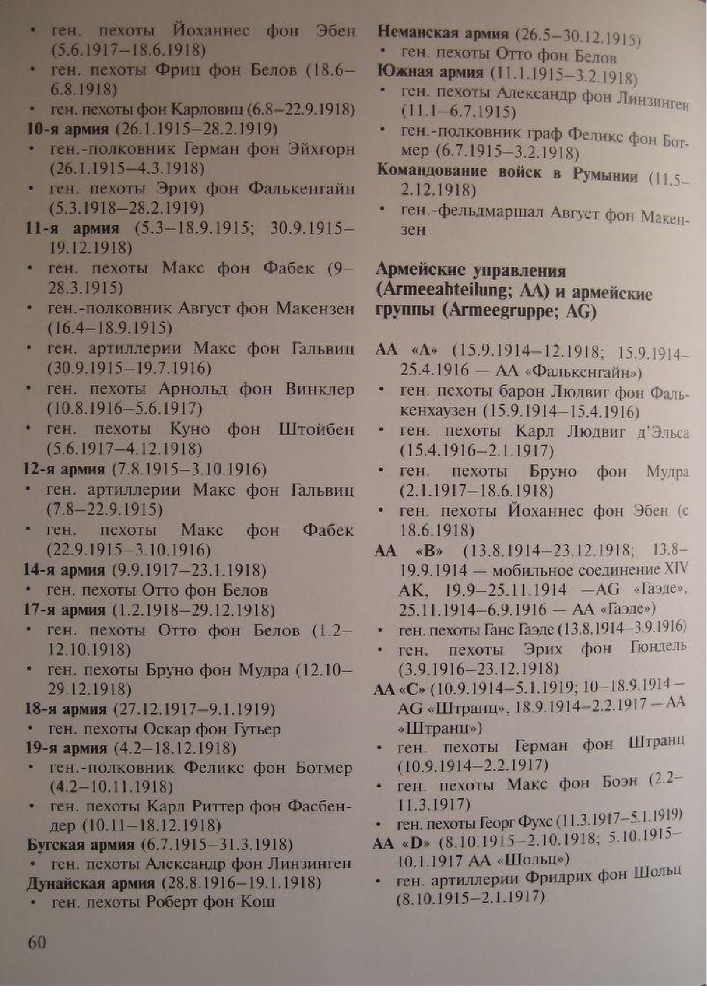 • ген. пехоты Йоханнес фон Эбен
(5.6.1917–18.6.1918)
• ген. пехоты Фриц фон Белов (18.6–
6.8.1918)
• ген. пехоты фон Карловиц (6.8–22.9.1918)
10-я армия (26.1.1915–28.2.1919)
• ген.-полковник Герман фон Эйхгорн
(26.1.1915–4.3.1918)
• ген. пехоты Эрих фон Фалькенгайн
(5.3.1918–28.2.1919)
11-я армия (5.3–18.9.1915; 30.9.1915–
19.12.1918)
• ген. пехоты Макс фон Фабек (9–
28.3.1915)
• ген.-полковник Август фон Макензен
(16.4–18.9.1915)
• ген. артиллерии Макс фон Гальвиц
(30.9.1915–19.7.1916)
• ген. пехоты Арнольд фон Винклер
(10.8.1916–5.6.1917)
• ген. пехоты Куно фон Штойбен
(5.6.1917–4.12.1918)
12-я армия (7.8.1915–3.10.1916)
• ген. артиллерии Макс фон Гальвиц
(7.8–22.9.1915)
• ген. пехоты Макс фон Фабек
(22.9.1915–3.10.1916)
14-я армия (9.9.1917–23.1.1918)
• ген. пехоты Отто фон Белов
17-я армия (1.2.1918–29.12.1918)
• ген. пехоты Отто фон Белов (1.2–
12.10.1918)
• ген. пехоты Бруно фон Мудра (12.10–
29.12.1918)
18-я армия (27.12.1917–9.1.1919)
• ген. пехоты Оскар фон Гутьер
19-я армия (4.2–18.12.1918)
• ген.-полковник Феликс фон Ботмер
(4.2–10.11.1918)
• ген. пехоты Карл Риттер фон Фасбен-
дер (10.11–18.12.1918)
Бугская армия (6.7.1915–31.3.1918)
• ген. пехоты Александр фон Линзинген
Дунайская армия (28.8.1916–19.1.1918)
• ген. пехоты Роберт фон Кош
60
Неманская армия (26.5–30.12.1915)
• ген. пехоты Отто фон Белов
Южная армия (11.1.1915–3.2.1918)
• ген. пехоты Александр фон Линзинген
(11.1–6.7.1915)
• ген.-полковник граф Феликс фон Бот-
мер (6.7.1915–3.2.1918)
Командование войск в Румынии (11.5–
2.12.1918)
• ген.-фельдмаршал Август фон Макен-
зен
Армейские управления
(Armeeahteilung; AA) и армейские
группы (Armeegruppe; AG)
АА «А» (15.9.1914–12.1918; 15.9.1914–
25.4.1916 — АА «Фалькенгайн»)
• ген. пехоты барон Людвиг фон Фаль-
кенхаузен (15.9.1914–15.4.1916)
• ген. пехоты Карл Людвиг д’Эльса
(15.4.1916–2.1.1917)
• ген. пехоты Бруно фон Мудра
(2.1.1917–18.6.1918)
• ген. пехоты Йоханнес фон Эбен (с
18.6.1918)
АА «В» (13.8.1914–23.12.1918; 13.8–
19.9.1914 — мобильное соединение XIV
АК, 19.9–25.11.1914 —AG «Гаэде»,
25.11.1914–6.9.1916 — АА «Гаэде»)
• ген. пехоты Ганс Гаэде (13.8.1914–3.9.1916)
• ген. пехоты Эрих фон Гюндель
(3.9.1916–23.12.1918)
АА «С» (10.9.1914–5.1.1919; 10–18.9.1914 —
AG «Штранц», 18.9.1914–2.2.1917 — АА
«Штранц»)
• ген. пехоты Герман фон Штранц
(10.9.1914–2.2.1917)
• ген. пехоты Макс фон Боэн (2.2–
11.3.1917)
• ген. пехоты Георг Фухс (11.3.1917–5.1.1919)
АА «D» (8.10.1915–2.10.1918; 5.10.1915–
10.1.1917 АА «Шольц»)
• ген. артиллерии Фридрих фон Шольц
(8.10.1915–2.1.1917)